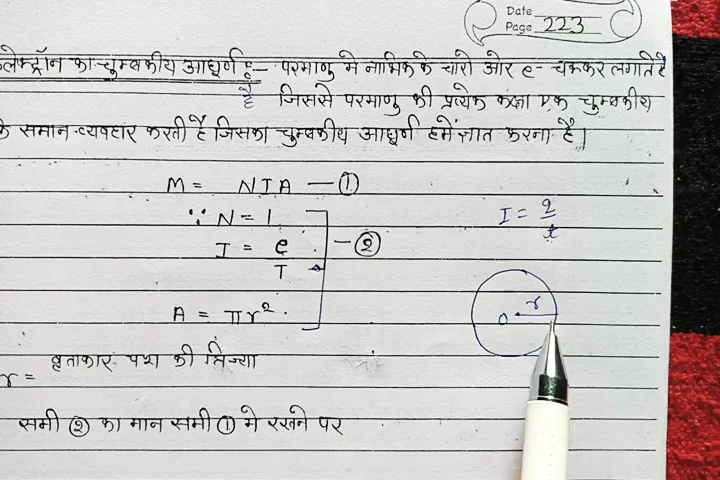 Date
Page 223
लेक्ट्रॉन का चुम्बकीय आघूर्ण :- परमाणु मे नाभिक के चारो ओर e- चक्कर लगाते है
है जिससे परमाणु की प्रत्येक कक्षा एक चुम्बकीय
के समान व्यवहार करती है जिसका चुम्बकीय आघूर्ण हमें ज्ञात करना है।
M = NIA —①
∵ N = 1
I = e/T —②
A = πr²
I = q/t
r
O
r = वृताकार पथ की त्रिज्या
समी ② का मान समी ① मे रखने पर